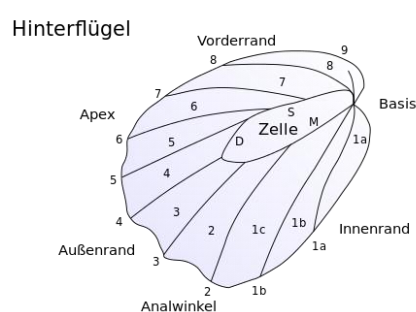 Hinterflügel
Vorderrand
9
8
8
7
7
6
Apex
Basis
S
M
Zelle
D
6
5
1a
5
4
4
3
2
1c
1b
Innenrand
1a
Außenrand
3
2
1b
Analwinkel